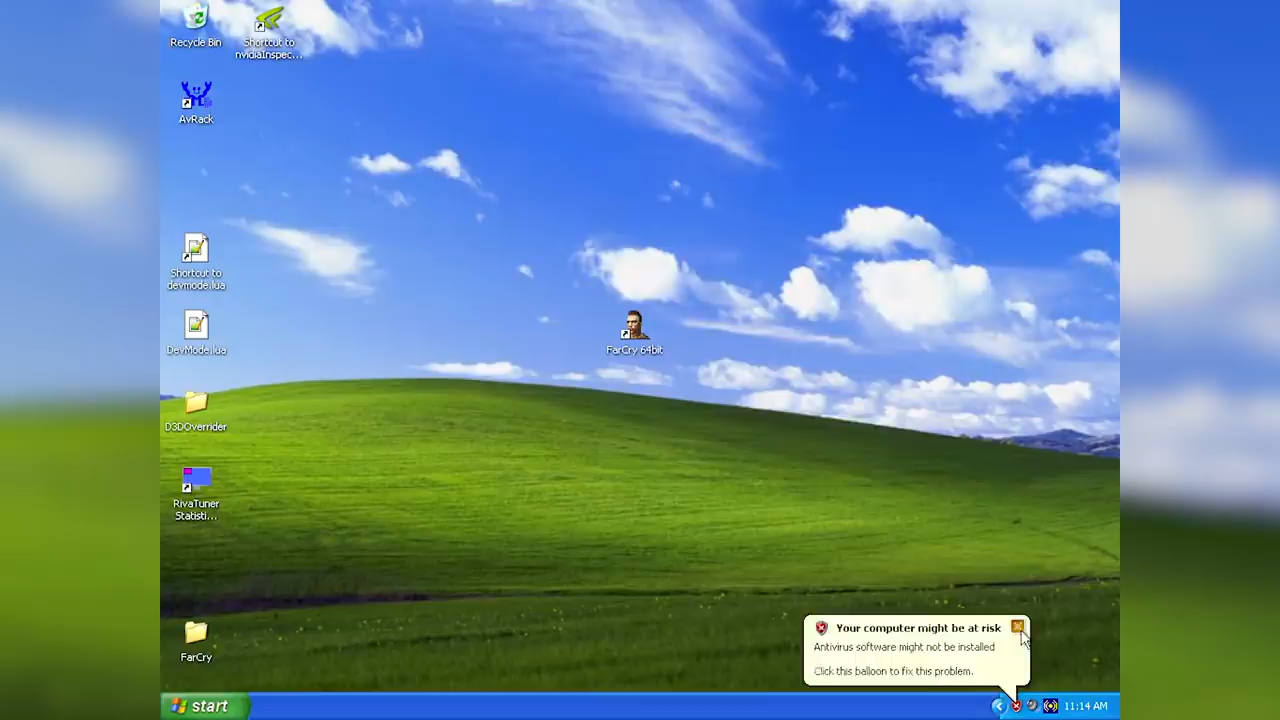 Recycle Bin
Shortcut to
nvidiaInspec...
AvRack
Shortcut to
devmode.lua
DevMode.lua
FarCry 64bit
D3DOverrider
RivaTuner
Statisti...
FarCry
Your computer might be at risk
Antivirus software might not be installed
Click this balloon to fix this problem.
start
11:14 AM